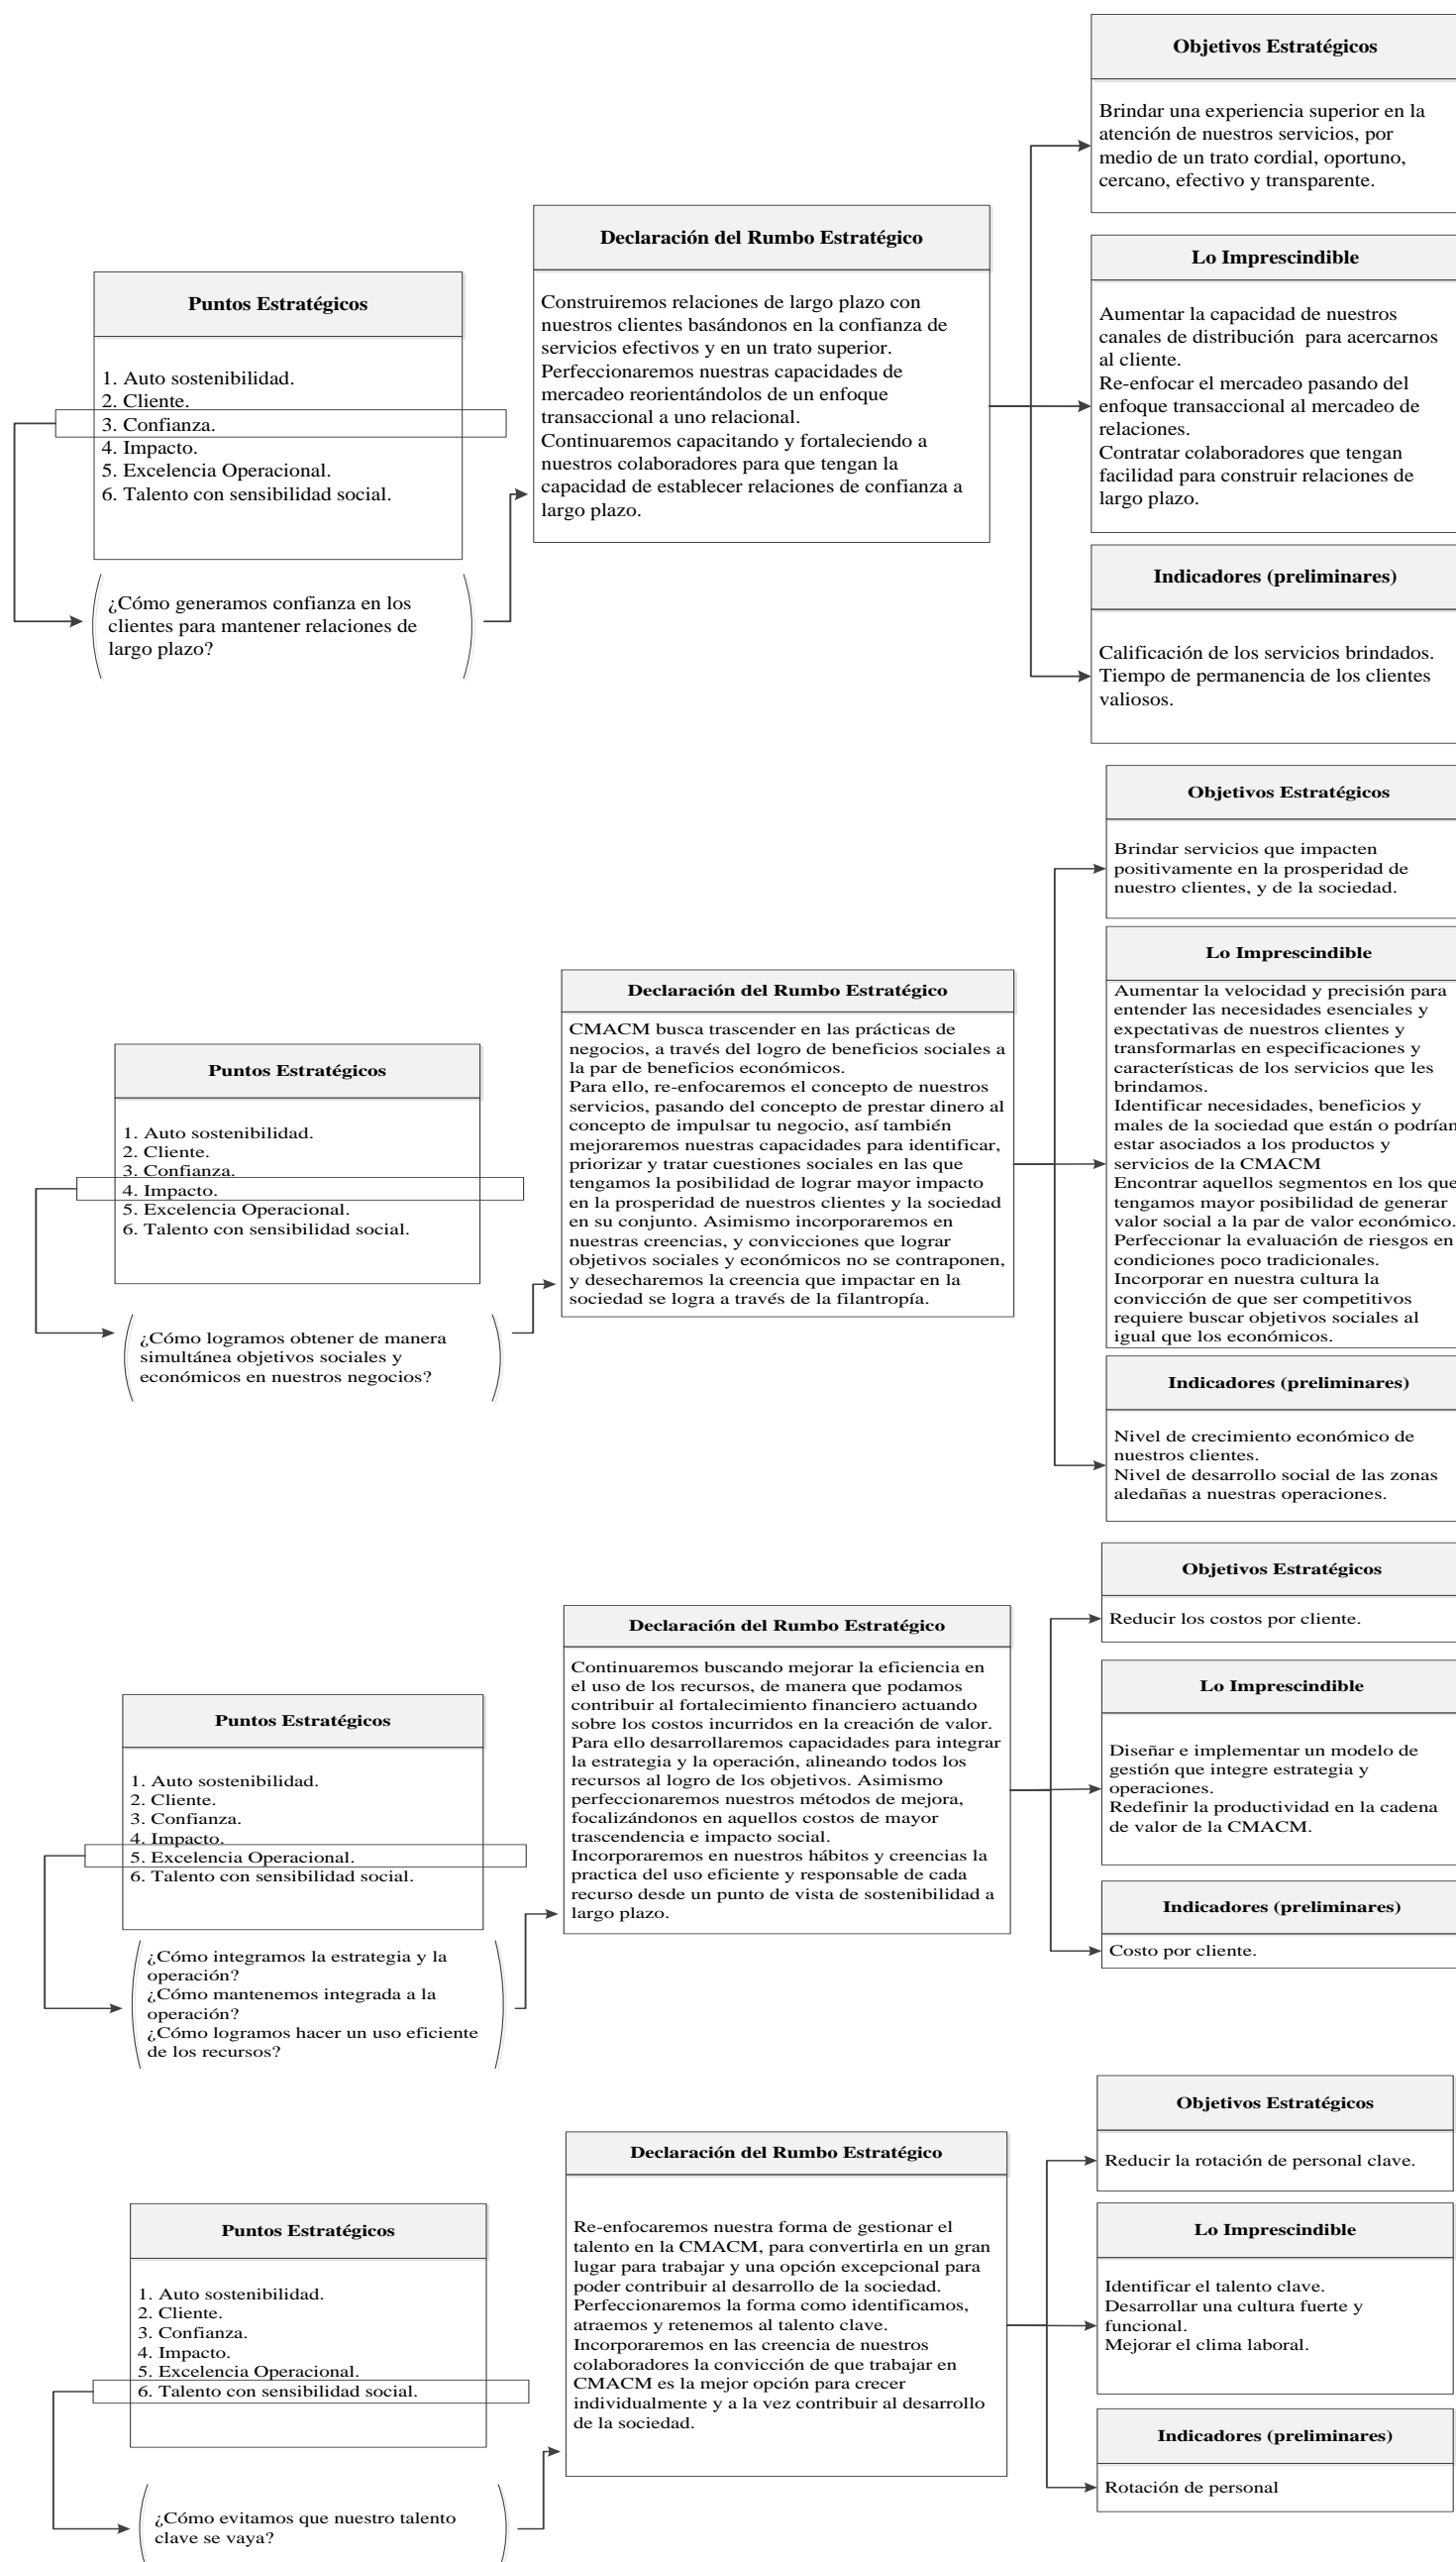 Puntos Estratégicos
1. Auto sostenibilidad.
2. Cliente.
3. Confianza.
4. Impacto.
5. Excelencia Operacional.
6. Talento con sensibilidad social.
¿Cómo generamos confianza en los
clientes para mantener relaciones de
largo plazo?
Declaración del Rumbo Estratégico
Construiremos relaciones de largo plazo con
nuestros clientes basándonos en la confianza de
servicios efectivos y en un trato superior.
Perfeccionaremos nuestras capacidades de
mercadeo reorientándolos de un enfoque
transaccional a uno relacional.
Continuaremos capacitando y fortaleciendo a
nuestros colaboradores para que tengan la
capacidad de establecer relaciones de confianza a
largo plazo.
Objetivos Estratégicos
Brindar una experiencia superior en la
atención de nuestros servicios, por
medio de un trato cordial, oportuno,
cercano, efectivo y transparente.
Lo Imprescindible
Aumentar la capacidad de nuestros
canales de distribución para acercarnos
al cliente.
Re-enfocar el mercadeo pasando del
enfoque transaccional al mercadeo de
relaciones.
Contratar colaboradores que tengan
facilidad para construir relaciones de
largo plazo.
Indicadores (preliminares)
Calificación de los servicios brindados.
Tiempo de permanencia de los clientes
valiosos.
Puntos Estratégicos
1. Auto sostenibilidad.
2. Cliente.
3. Confianza.
4. Impacto.
5. Excelencia Operacional.
6. Talento con sensibilidad social.
¿Cómo logramos obtener de manera
simultánea objetivos sociales y
económicos en nuestros negocios?
Declaración del Rumbo Estratégico
CMACM busca trascender en las prácticas de
negocios, a través del logro de beneficios sociales a
la par de beneficios económicos.
Para ello, re-enfocaremos el concepto de nuestros
servicios, pasando del concepto de prestar dinero al
concepto de impulsar tu negocio, así también
mejoraremos nuestras capacidades para identificar,
priorizar y tratar cuestiones sociales en las que
tengamos la posibilidad de lograr mayor impacto
en la prosperidad de nuestros clientes y la sociedad
en su conjunto. Asimismo incorporaremos en
nuestras creencias, y convicciones que lograr
objetivos sociales y económicos no se contraponen,
y desecharemos la creencia que impactar en la
sociedad se logra a través de la filantropía.
Objetivos Estratégicos
Brindar servicios que impacten
positivamente en la prosperidad de
nuestro clientes, y de la sociedad.
Lo Imprescindible
Aumentar la velocidad y precisión para
entender las necesidades esenciales y
expectativas de nuestros clientes y
transformarlas en especificaciones y
características de los servicios que les
brindamos.
Identificar necesidades, beneficios y
males de la sociedad que están o podrían
estar asociados a los productos y
servicios de la CMACM
Encontrar aquellos segmentos en los que
tengamos mayor posibilidad de generar
valor social a la par de valor económico.
Perfeccionar la evaluación de riesgos en
condiciones poco tradicionales.
Incorporar en nuestra cultura la
convicción de que ser competitivos
requiere buscar objetivos sociales al
igual que los económicos.
Indicadores (preliminares)
Nivel de crecimiento económico de
nuestros clientes.
Nivel de desarrollo social de las zonas
aledañas a nuestras operaciones.
Puntos Estratégicos
1. Auto sostenibilidad.
2. Cliente.
3. Confianza.
4. Impacto.
5. Excelencia Operacional.
6. Talento con sensibilidad social.
¿Cómo integramos la estrategia y la
operación?
¿Cómo mantenemos integrada a la
operación?
¿Cómo logramos hacer un uso eficiente
de los recursos?
Declaración del Rumbo Estratégico
Continuaremos buscando mejorar la eficiencia en
el uso de los recursos, de manera que podamos
contribuir al fortalecimiento financiero actuando
sobre los costos incurridos en la creación de valor.
Para ello desarrollaremos capacidades para integrar
la estrategia y la operación, alineando todos los
recursos al logro de los objetivos. Asimismo
perfeccionaremos nuestros métodos de mejora,
focalizándonos en aquellos costos de mayor
trascendencia e impacto social.
Incorporaremos en nuestros hábitos y creencias la
practica del uso eficiente y responsable de cada
recurso desde un punto de vista de sostenibilidad a
largo plazo.
Objetivos Estratégicos
Reducir los costos por cliente.
Lo Imprescindible
Diseñar e implementar un modelo de
gestión que integre estrategia y
operaciones.
Redefinir la productividad en la cadena
de valor de la CMACM.
Indicadores (preliminares)
Costo por cliente.
Puntos Estratégicos
1. Auto sostenibilidad.
2. Cliente.
3. Confianza.
4. Impacto.
5. Excelencia Operacional.
6. Talento con sensibilidad social.
¿Cómo evitamos que nuestro talento
clave se vaya?
Declaración del Rumbo Estratégico
Re-enfocaremos nuestra forma de gestionar el
talento en la CMACM, para convertirla en un gran
lugar para trabajar y una opción excepcional para
poder contribuir al desarrollo de la sociedad.
Perfeccionaremos la forma como identificamos,
atraemos y retenemos al talento clave.
Incorporaremos en las creencia de nuestros
colaboradores la convicción de que trabajar en
CMACM es la mejor opción para crecer
individualmente y a la vez contribuir al desarrollo
de la sociedad.
Objetivos Estratégicos
Reducir la rotación de personal clave.
Lo Imprescindible
Identificar el talento clave.
Desarrollar una cultura fuerte y
funcional.
Mejorar el clima laboral.
Indicadores (preliminares)
Rotación de personal